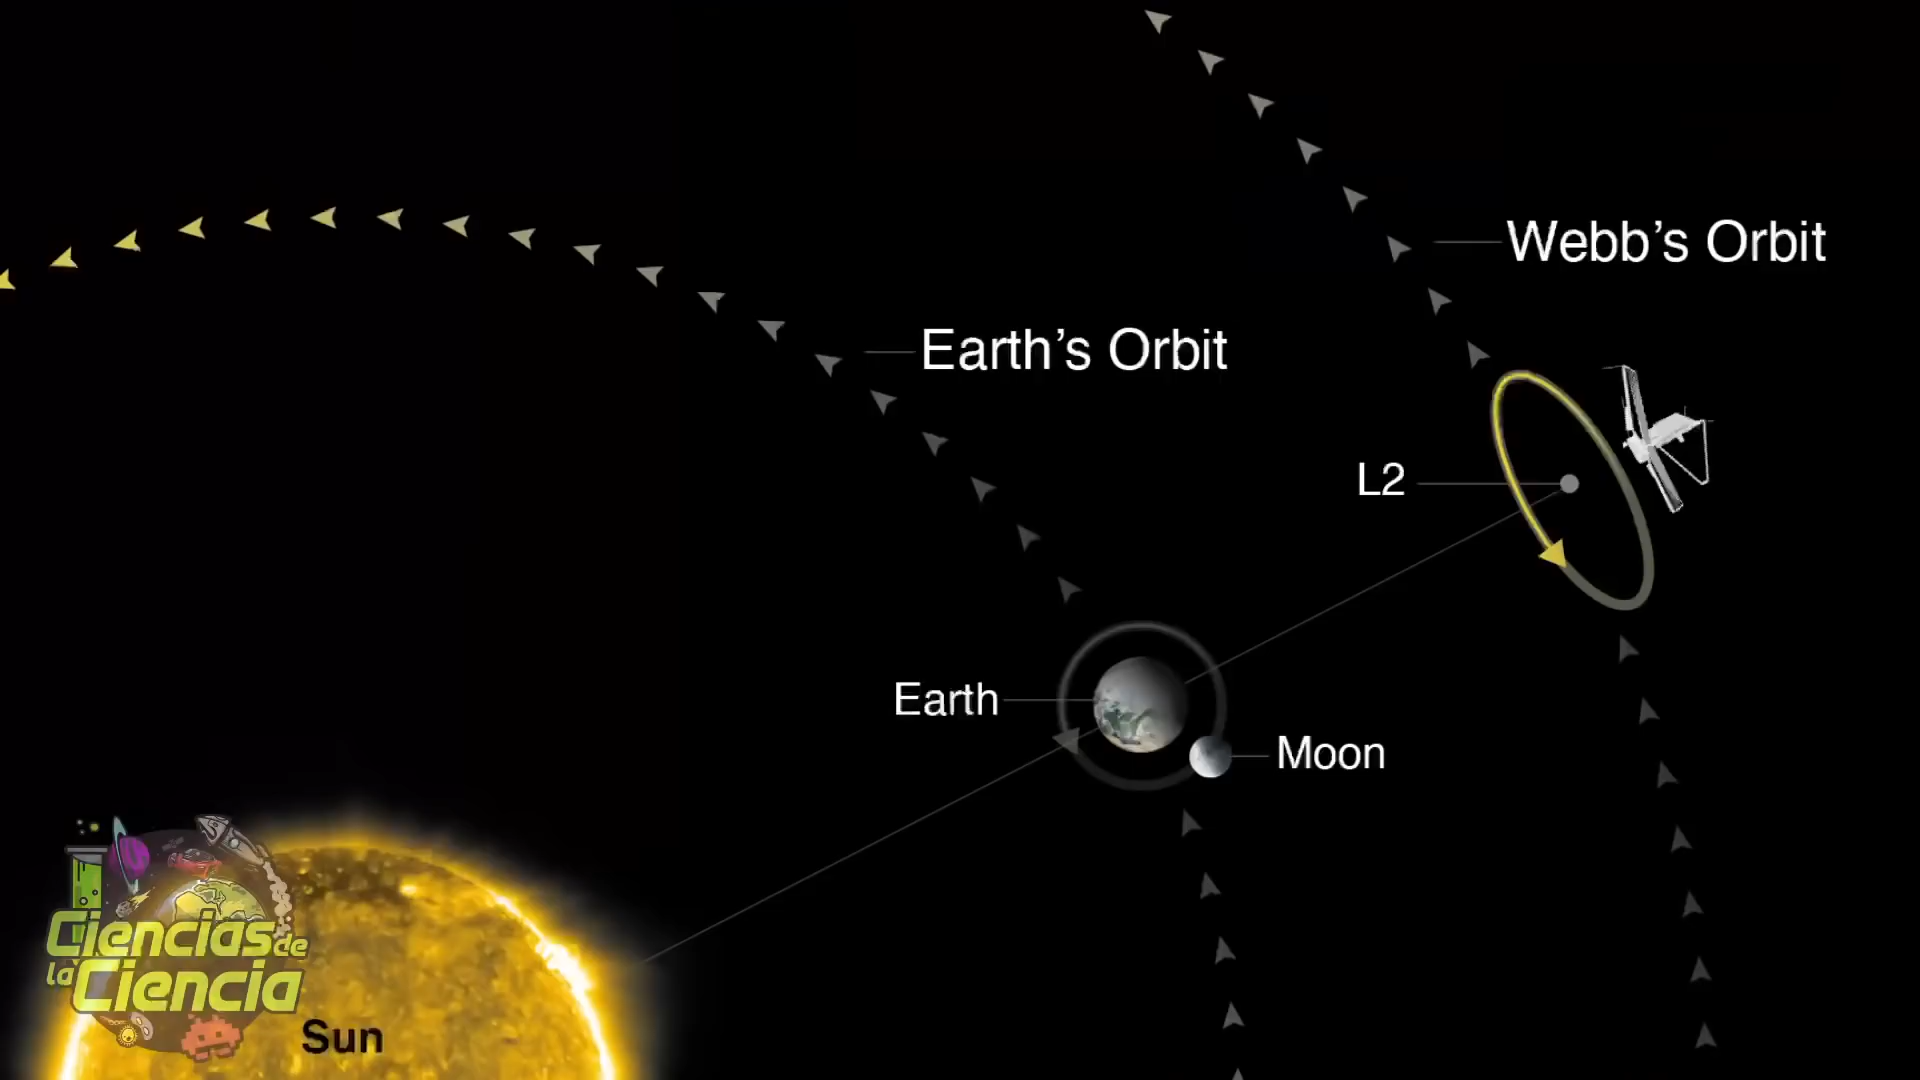 Webb's Orbit
Earth's Orbit
L2
Earth
Moon
Ciencias de
la Ciencia
Sun